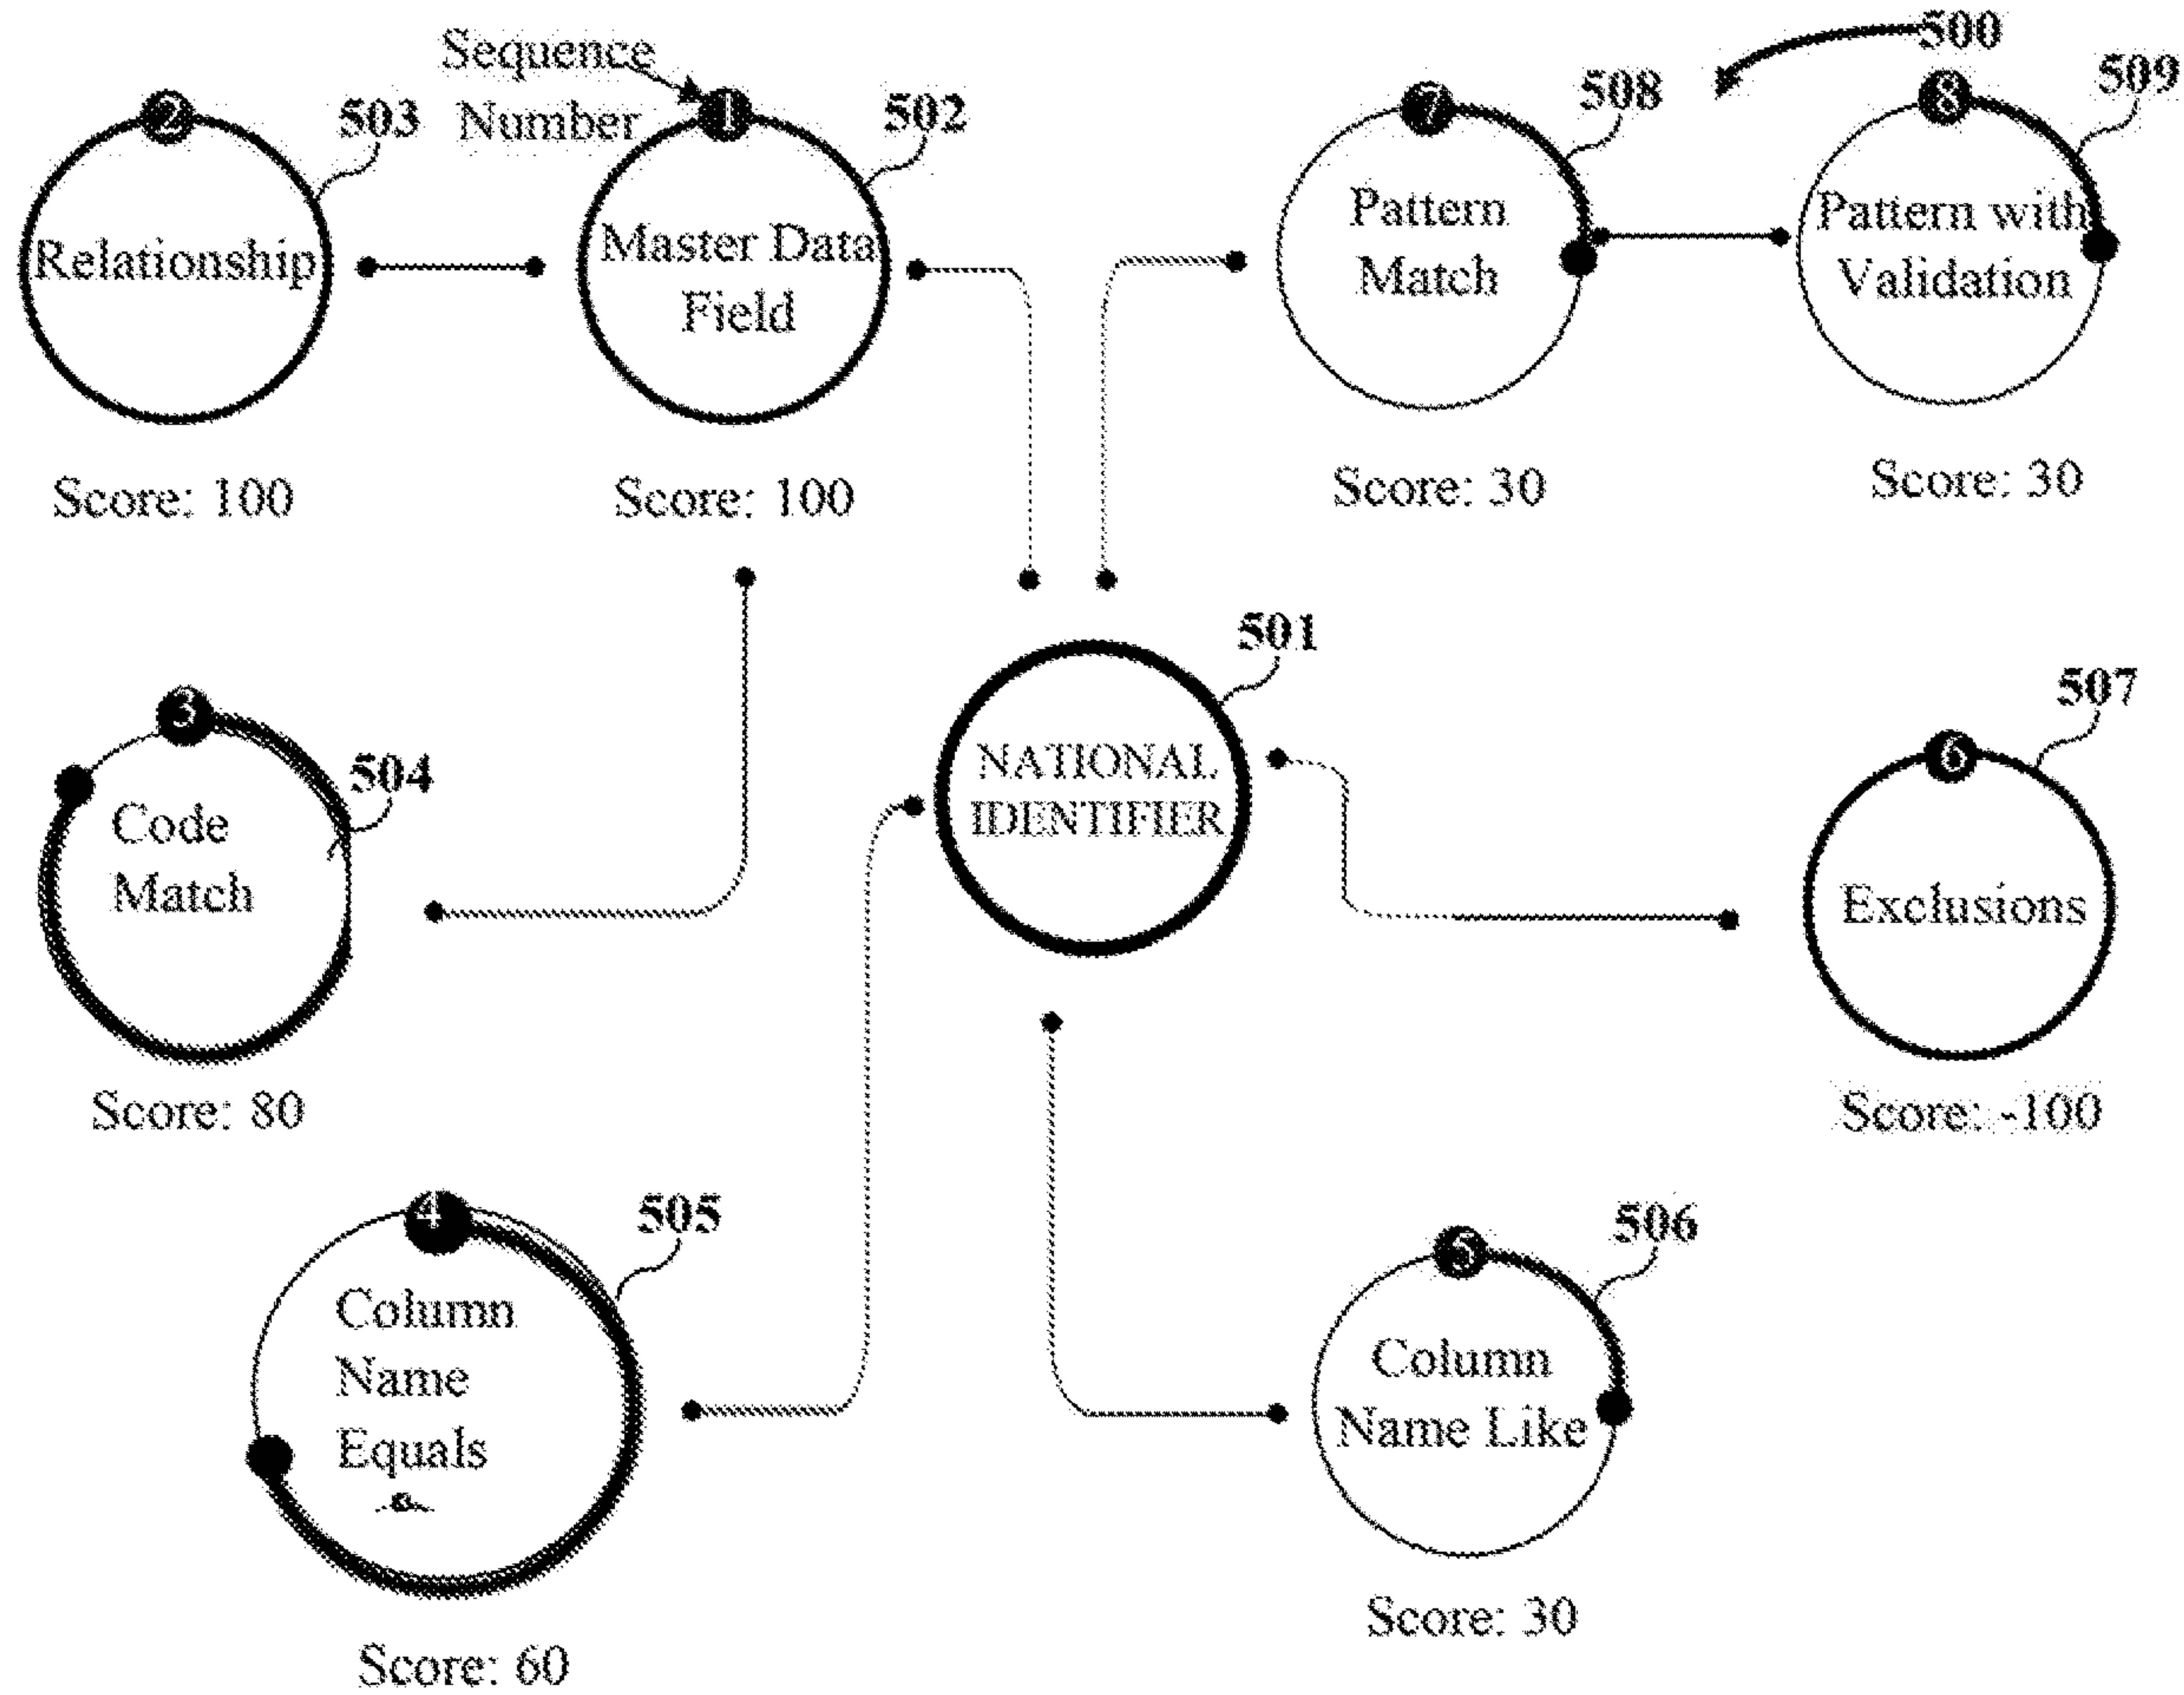 500
Sequence
Number
2
503
Relationship
Score: 100
1
502
Master Data
Field
Score: 100
7
508
Pattern
Match
Score: 30
8
509
Pattern with
Validation
Score: 30
501
NATIONAL
IDENTIFIER
3
504
Code
Match
Score: 80
6
507
Exclusions
Score: -100
4
505
Column
Name
Equals
Score: 60
5
506
Column
Name Like
Score: 30